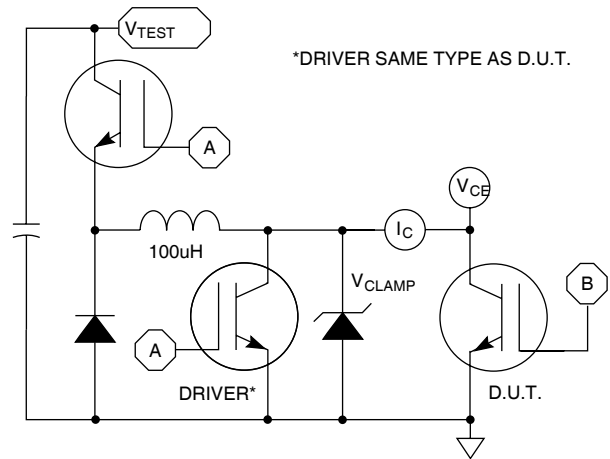 VTEST
*DRIVER SAME TYPE AS D.U.T.
A
VCE
IC
100uH
VCLAMP
B
A
DRIVER*
D.U.T.